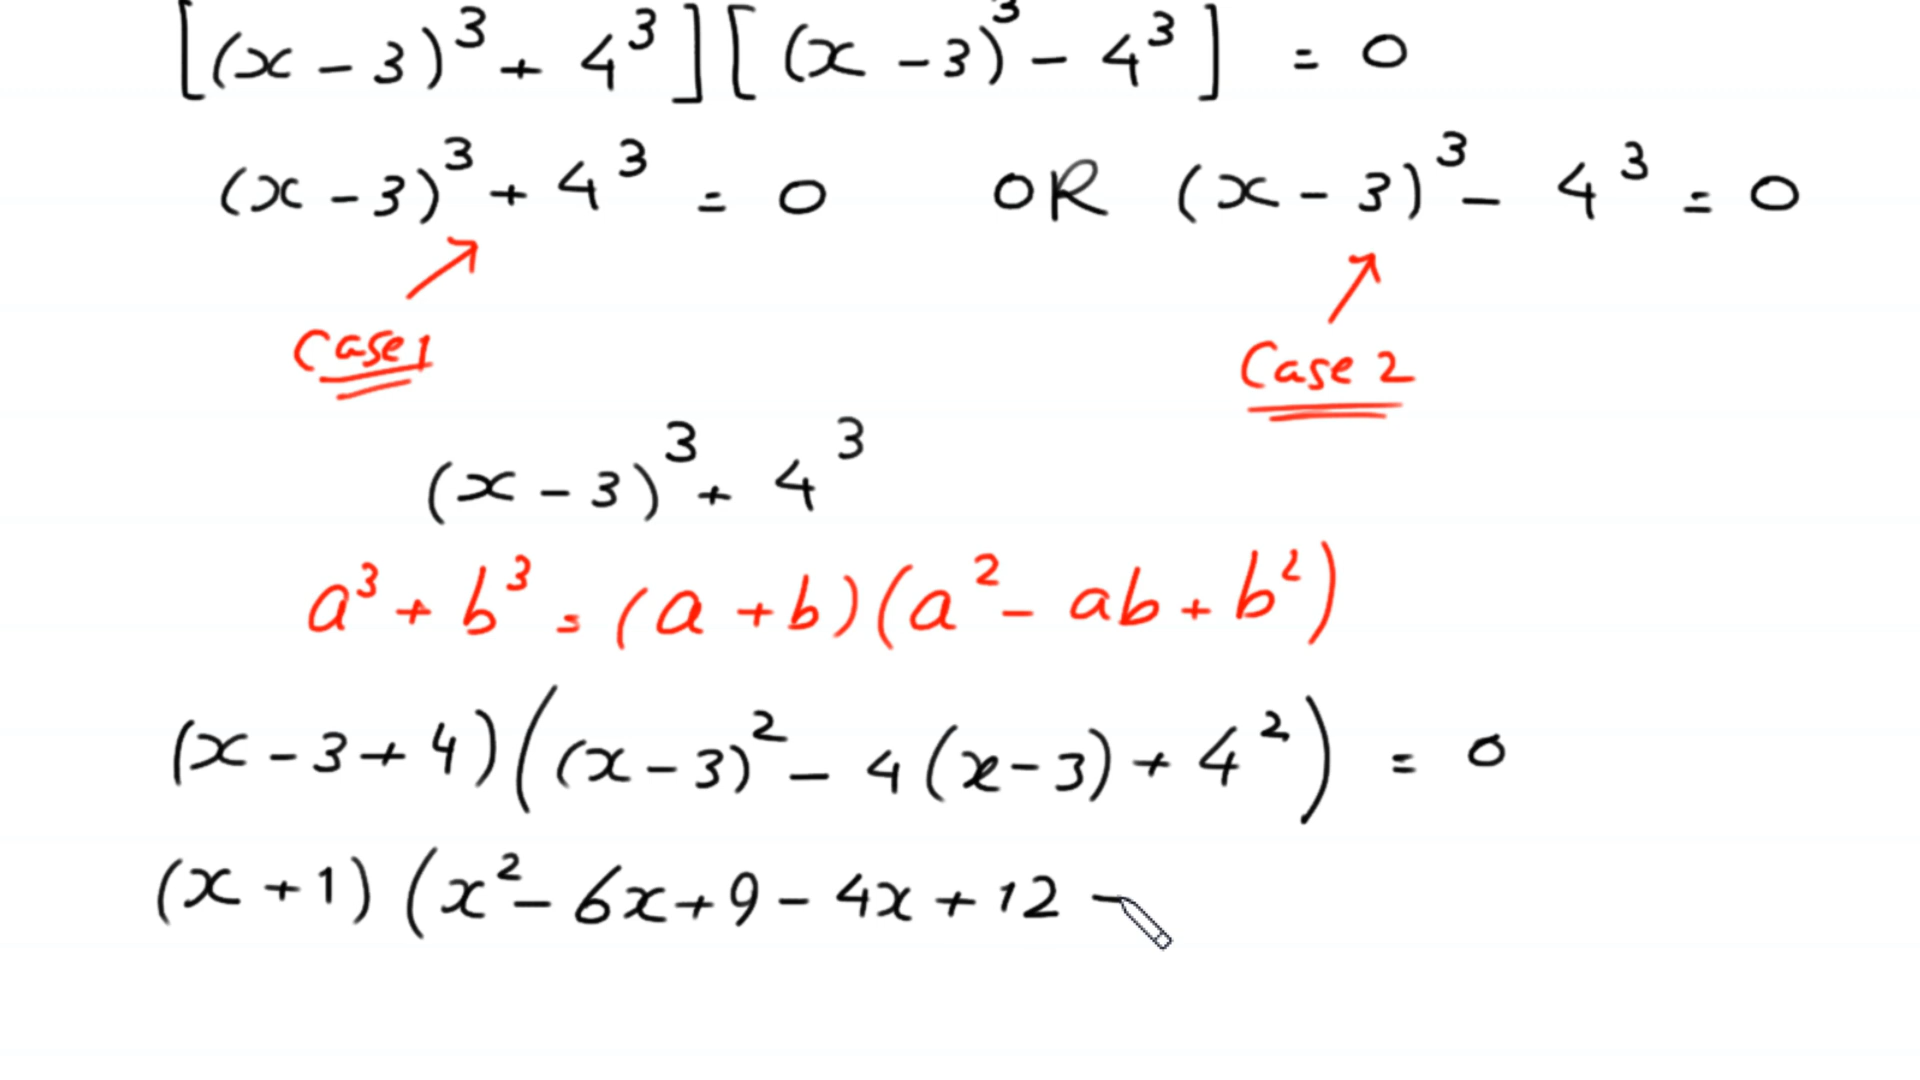 [(x - 3)³ + 4³][(x - 3)³ - 4³] = 0
(x - 3)³ + 4³ = 0 OR (x - 3)³ - 4³ = 0
Case 1 Case 2
(x - 3)³ + 4³
a³ + b³ = (a + b)(a² - ab + b²)
(x - 3 + 4)((x - 3)² - 4(x - 3) + 4²) = 0
(x + 1)(x² - 6x + 9 - 4x + 12 -